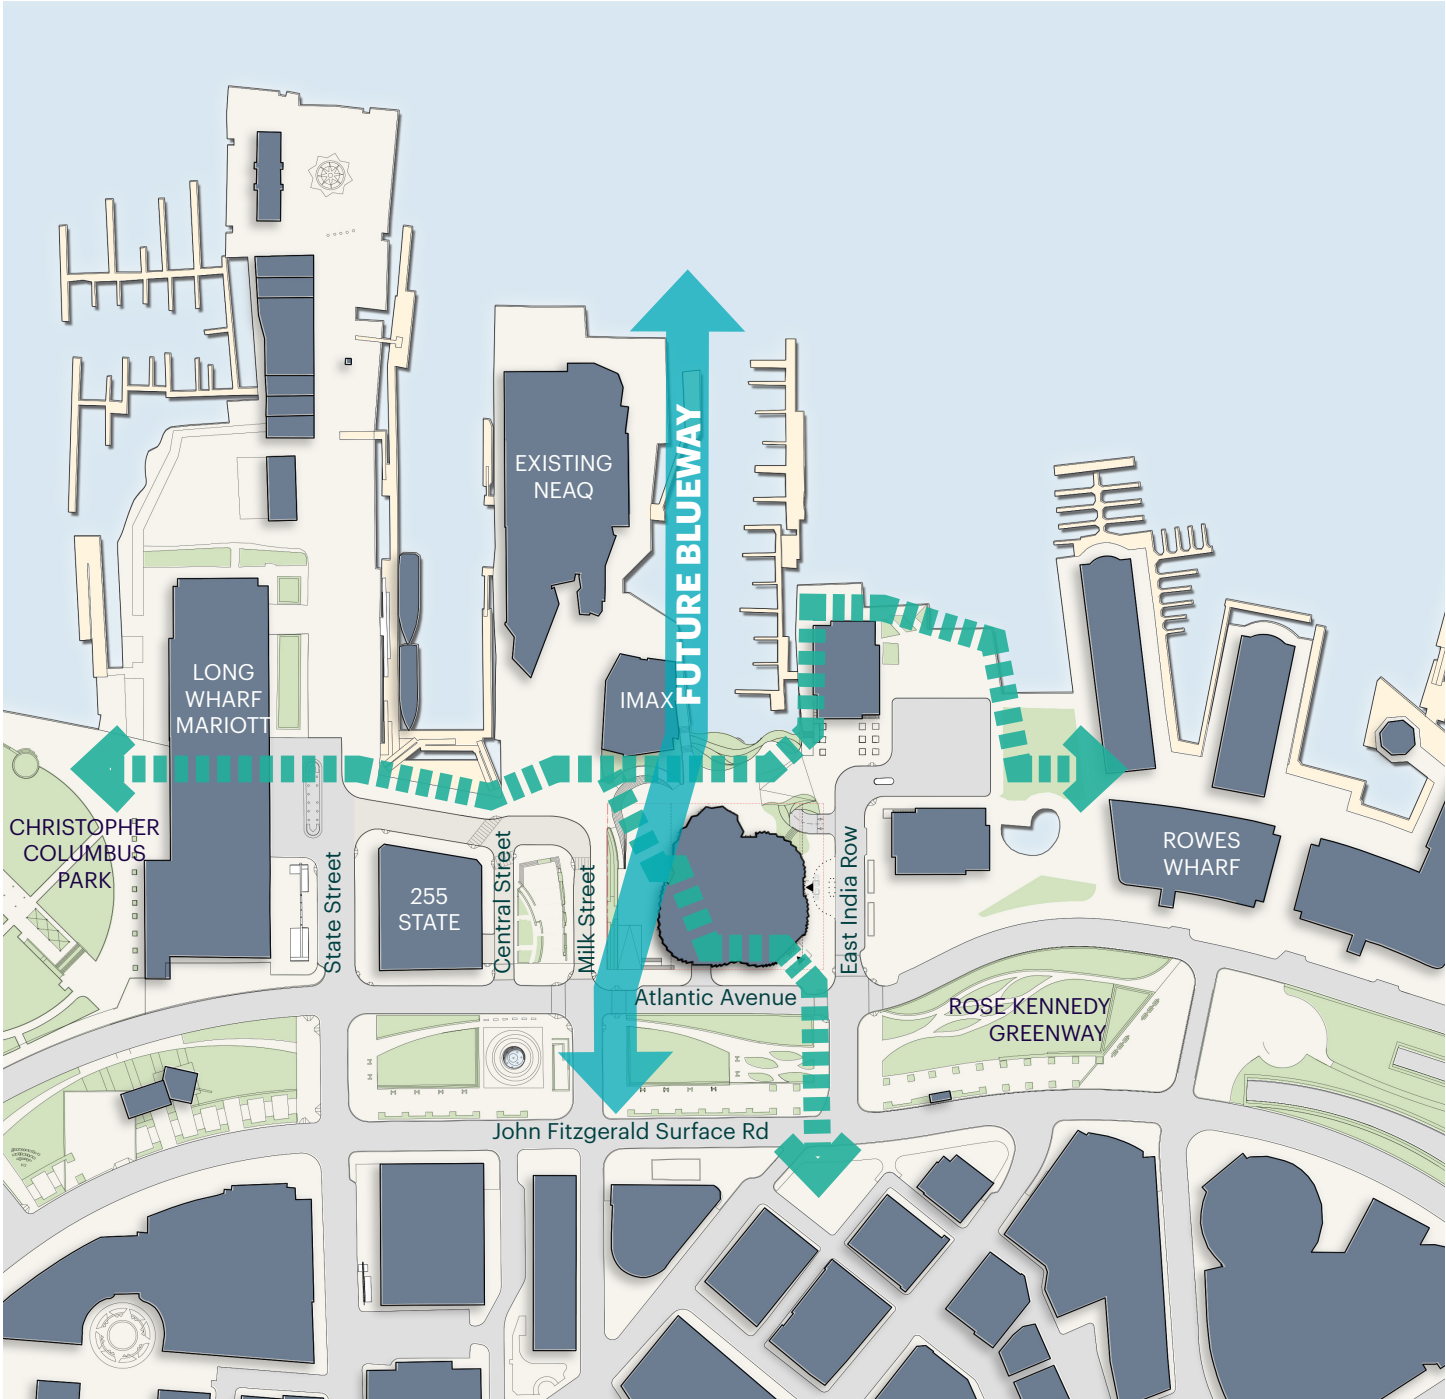 EXISTING
NEAQ
FUTURE BLUEWAY
LONG
WHARF
MARIOTT
IMAX
CHRISTOPHER
COLUMBUS
PARK
255
STATE
State Street
Central Street
Milk Street
East India Row
ROWES
WHARF
Atlantic Avenue
ROSE KENNEDY
GREENWAY
John Fitzgerald Surface Rd